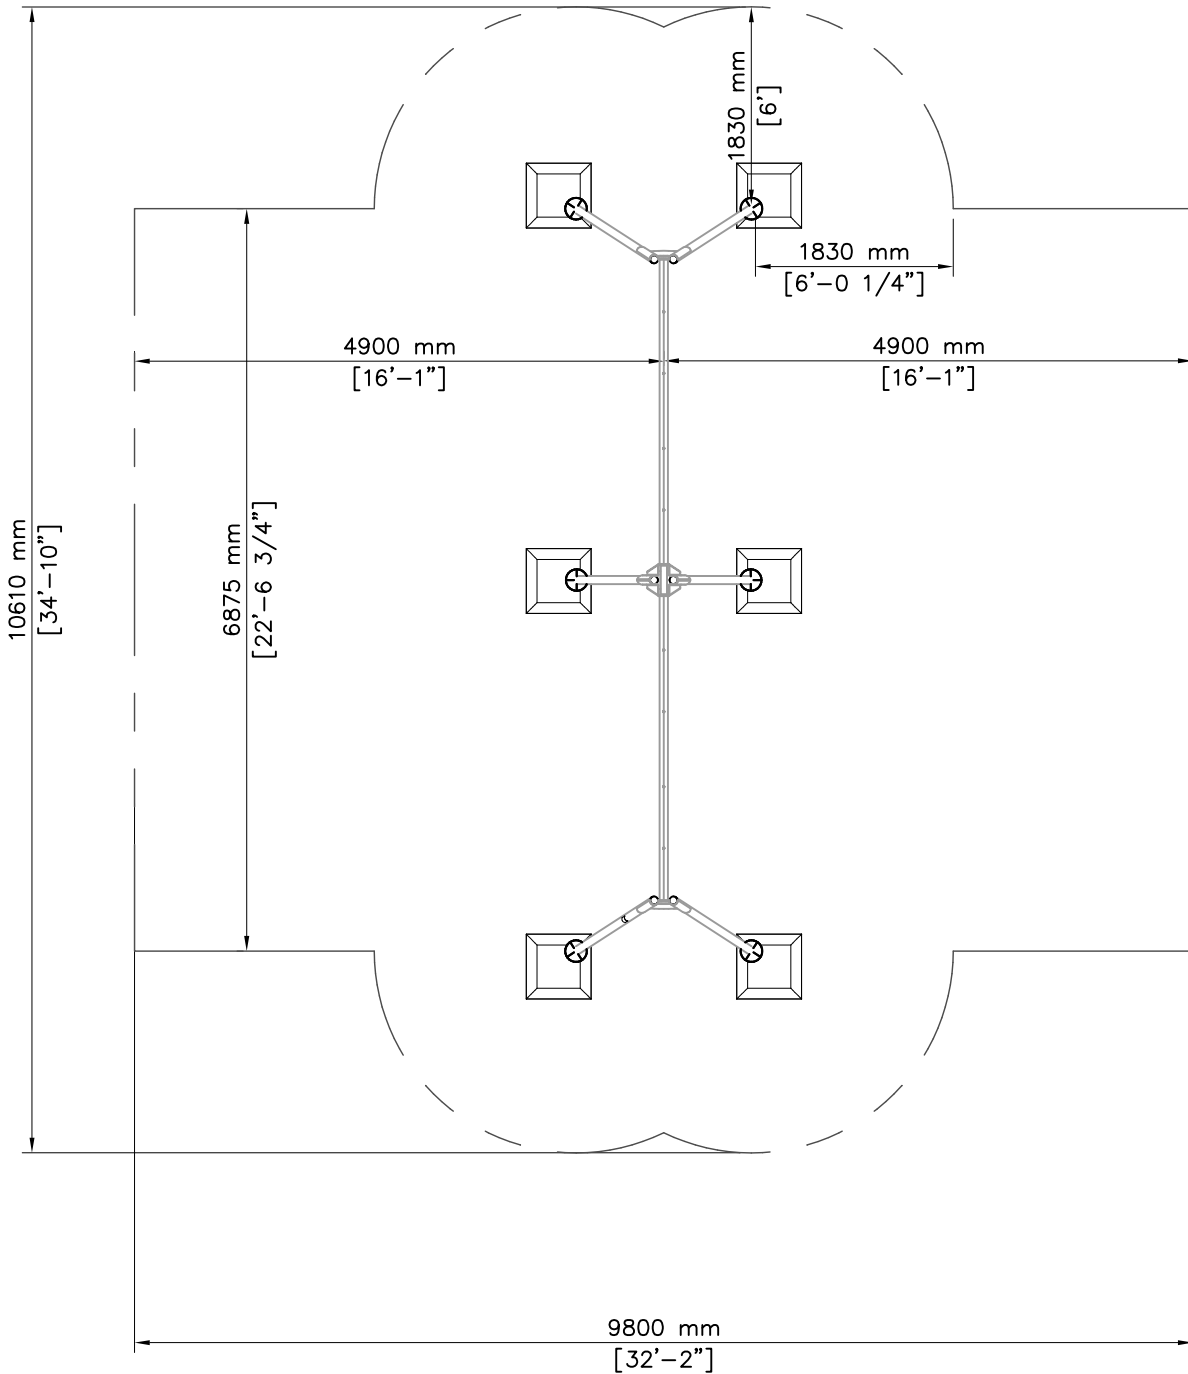 1830 mm
[6']
1830 mm
[6'-0 1/4"]
4900 mm
[16'-1"]
4900 mm
[16'-1"]
10610 mm
[34'-10"]
6875 mm
[22'-6 3/4"]
9800 mm
[32'-2"]